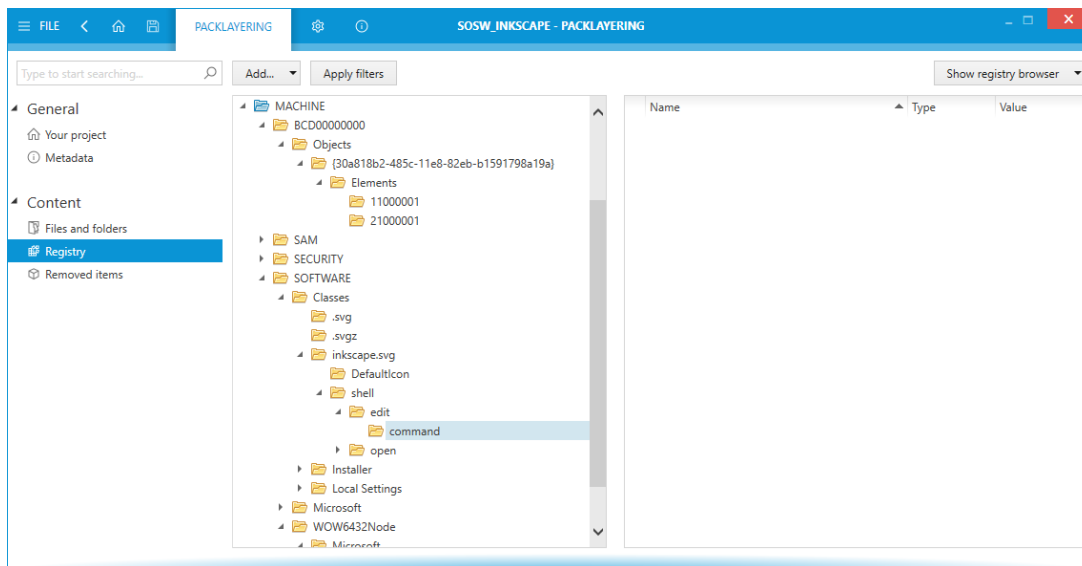 FILE PACKLAYERING SOSW_INKSCAPE - PACKLAYERING
Type to start searching...
Add... Apply filters Show registry browser
General
Your project
Metadata
Content
Files and folders
Registry
Removed items
MACHINE
BCD00000000
Objects
{30a818b2-485c-11e8-82eb-b1591798a19a}
Elements
11000001
21000001
SAM
SECURITY
SOFTWARE
Classes
.svg
.svgz
inkscape.svg
DefaultIcon
shell
edit
command
open
Installer
Local Settings
Microsoft
WOW6432Node
Microsoft
Name Type Value